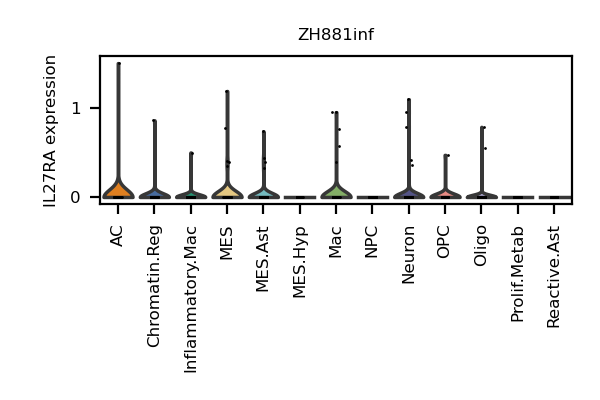 ZH881inf
IL27RA expression
1
0
AC
Chromatin.Reg
Inflammatory.Mac
MES
MES.Ast
MES.Hyp
Mac
NPC
Neuron
OPC
Oligo
Prolif.Metab
Reactive.Ast